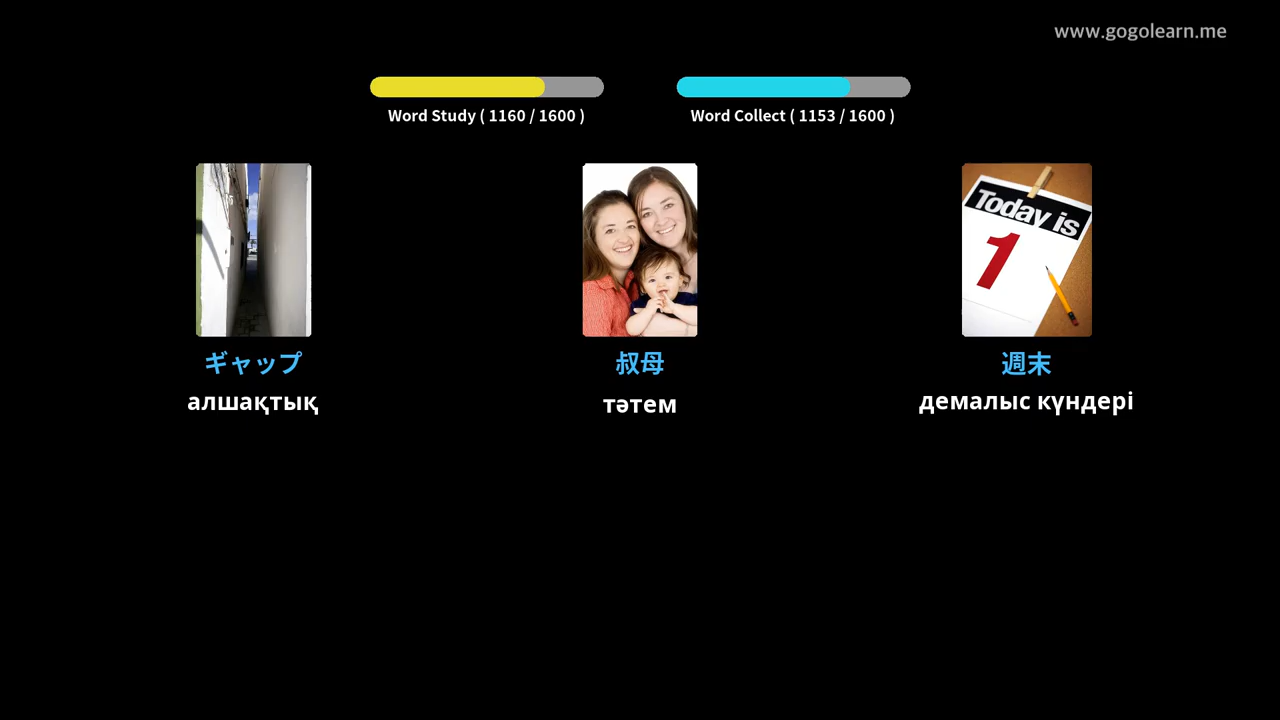 www.gogolearn.me
Word Study ( 1160 / 1600 )
Word Collect ( 1153 / 1600 )
Today is
1
ギャップ
叔母
週末
алшақтық
тәтем
демалыс күндері